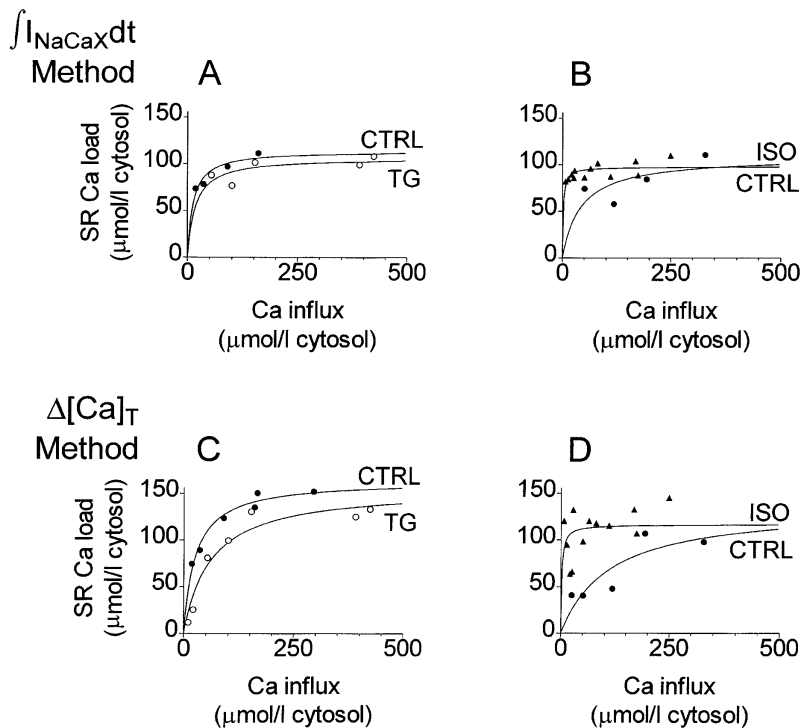 ∫I_NaCaX dt
Method
A
B
SR Ca load
(μmol/l cytosol)
150
100
50
0
CTRL
TG
0
250
500
Ca influx
(μmol/l cytosol)
150
100
50
0
ISO
CTRL
0
250
500
Ca influx
(μmol/l cytosol)
Δ[Ca]T
Method
C
D
SR Ca load
(μmol/l cytosol)
150
100
50
0
CTRL
TG
0
250
500
Ca influx
(μmol/l cytosol)
150
100
50
0
ISO
CTRL
0
250
500
Ca influx
(μmol/l cytosol)